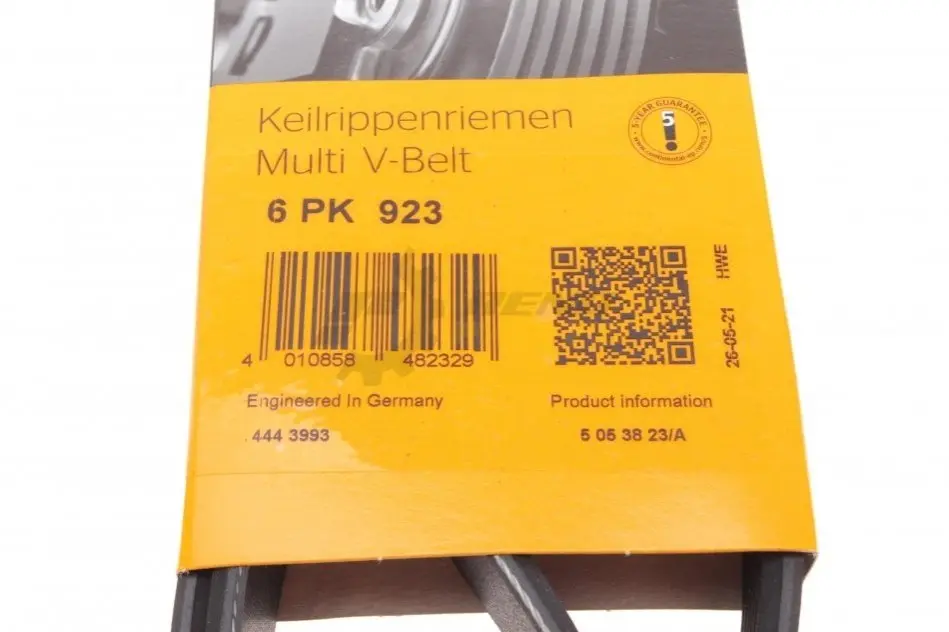 Keilrippenriemen
Multi V-Belt
5-YEAR GUARANTEE
5
6 PK 923
4 010858 482329
26-05-21 HWE
Engineered In Germany
Product information
444 3993
5 05 38 23/A